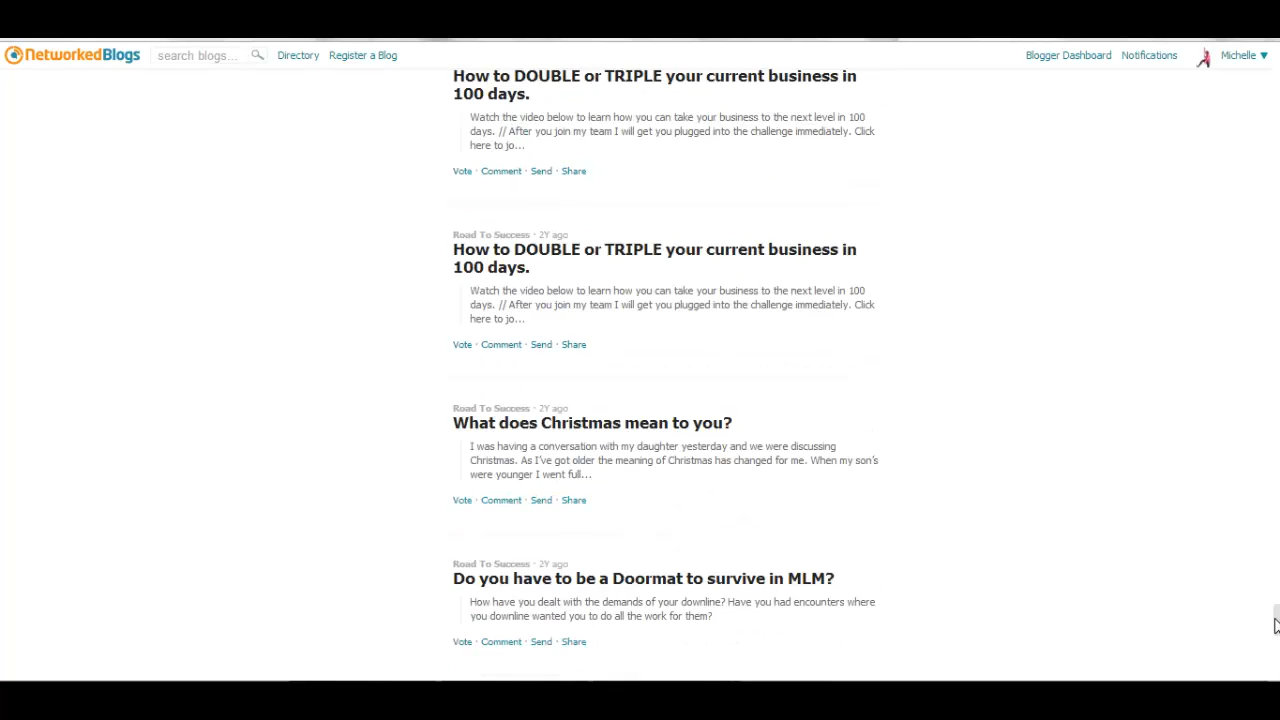 NetworkedBlogs search blogs... Directory Register a Blog Blogger Dashboard Notifications Michelle ▼
How to DOUBLE or TRIPLE your current business in
100 days.
Watch the video below to learn how you can take your business to the next level in 100
days. // After you join my team I will get you plugged into the challenge immediately. Click
here to jo...
Vote · Comment · Send · Share
Road To Success · 2Y ago
How to DOUBLE or TRIPLE your current business in
100 days.
Watch the video below to learn how you can take your business to the next level in 100
days. // After you join my team I will get you plugged into the challenge immediately. Click
here to jo...
Vote · Comment · Send · Share
Road To Success · 2Y ago
What does Christmas mean to you?
I was having a conversation with my daughter yesterday and we were discussing
Christmas. As I've got older the meaning of Christmas has changed for me. When my son's
were younger I went full...
Vote · Comment · Send · Share
Road To Success · 2Y ago
Do you have to be a Doormat to survive in MLM?
How have you dealt with the demands of your downline? Have you had encounters where
you downline wanted you to do all the work for them?
Vote · Comment · Send · Share